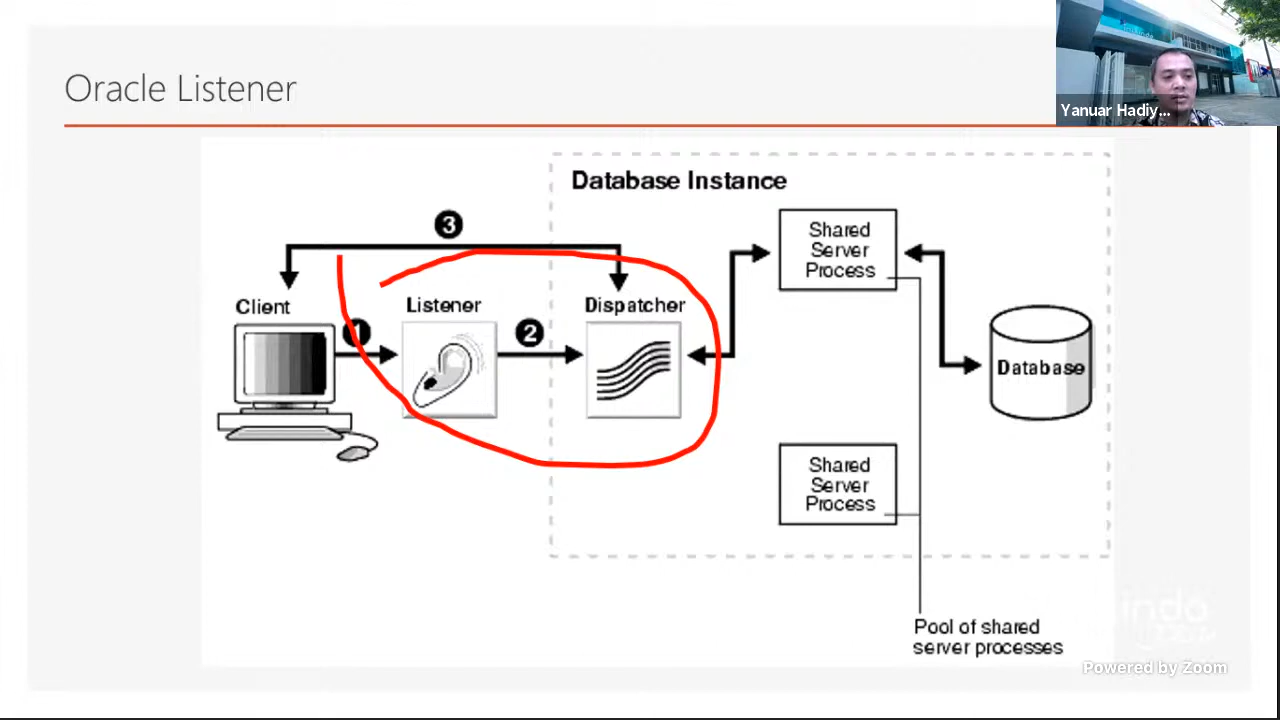 Oracle Listener
Yanuar Hadiy...
Database Instance
3
Shared
Server
Process
Client
Listener
Dispatcher
1
2
Database
Shared
Server
Process
Pool of shared
server processes
Powered by Zoom